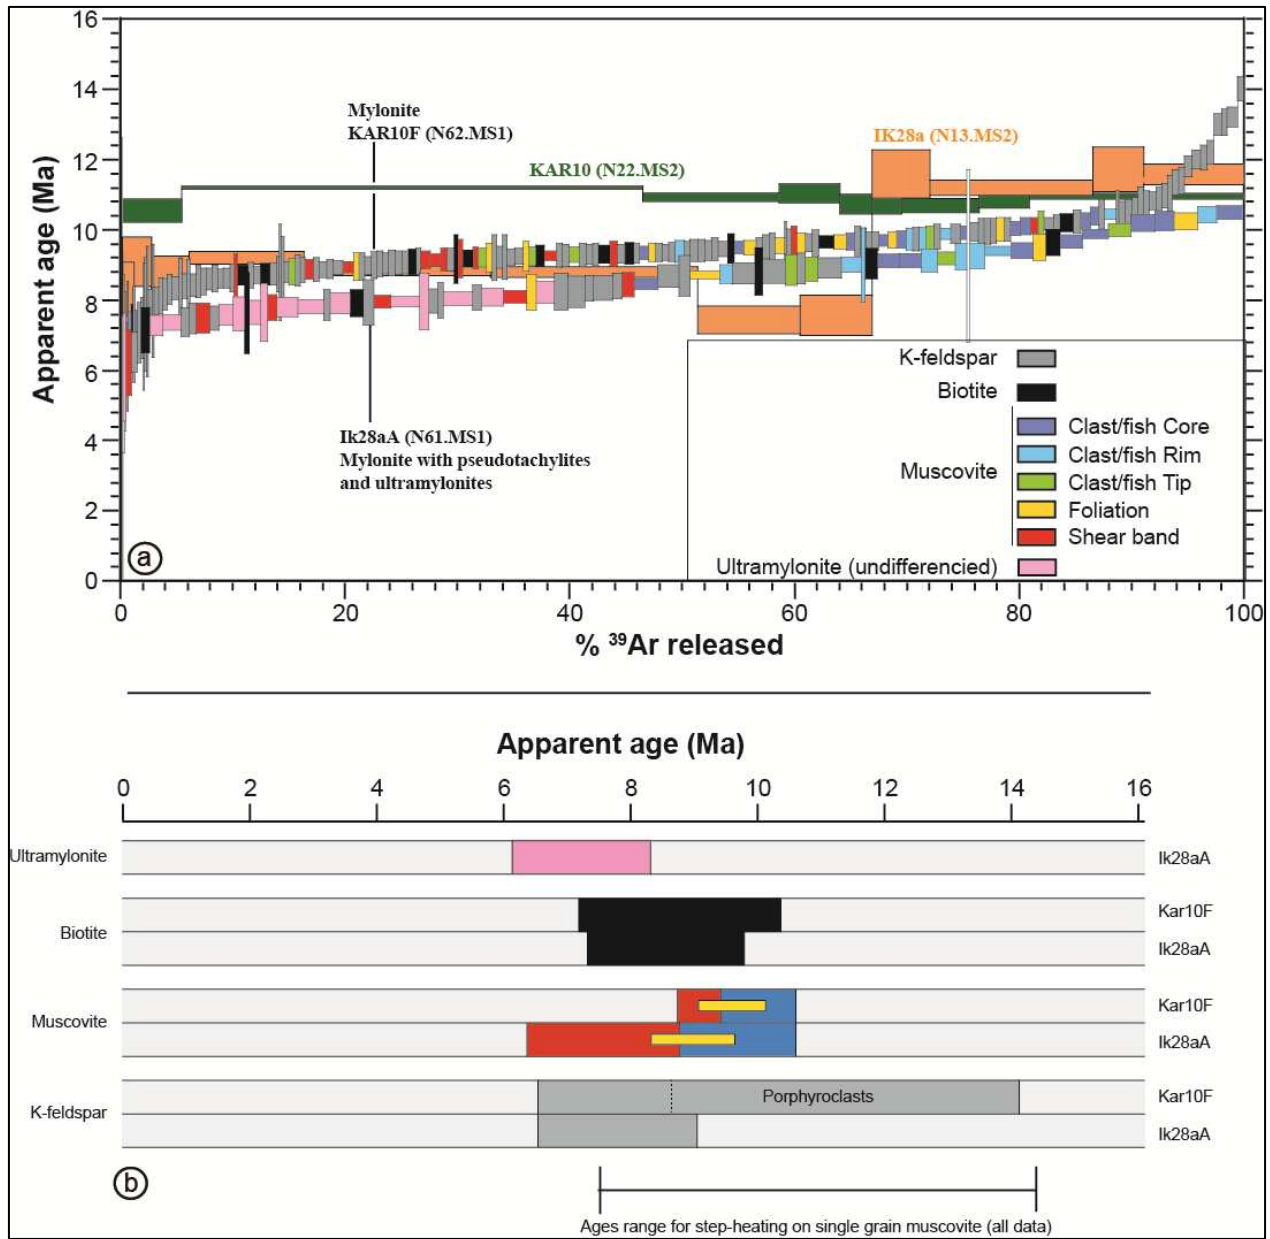 16
14
12
10
8
6
4
2
0
Apparent age (Ma)
Mylonite
KAR10F (N62.MS1)
KAR10 (N22.MS2)
IK28a (N13.MS2)
Ik28aA (N61.MS1)
Mylonite with pseudotachylites
and ultramylonites
K-feldspar
Biotite
Muscovite
Clast/fish Core
Clast/fish Rim
Clast/fish Tip
Foliation
Shear band
Ultramylonite (undifferencied)
a
0 20 40 60 80 100
% ³⁹Ar released
Apparent age (Ma)
0 2 4 6 8 10 12 14 16
Ultramylonite Ik28aA
Biotite
Kar10F
Ik28aA
Muscovite
Kar10F
Ik28aA
K-feldspar
Porphyroclasts Kar10F
Ik28aA
b
Ages range for step-heating on single grain muscovite (all data)